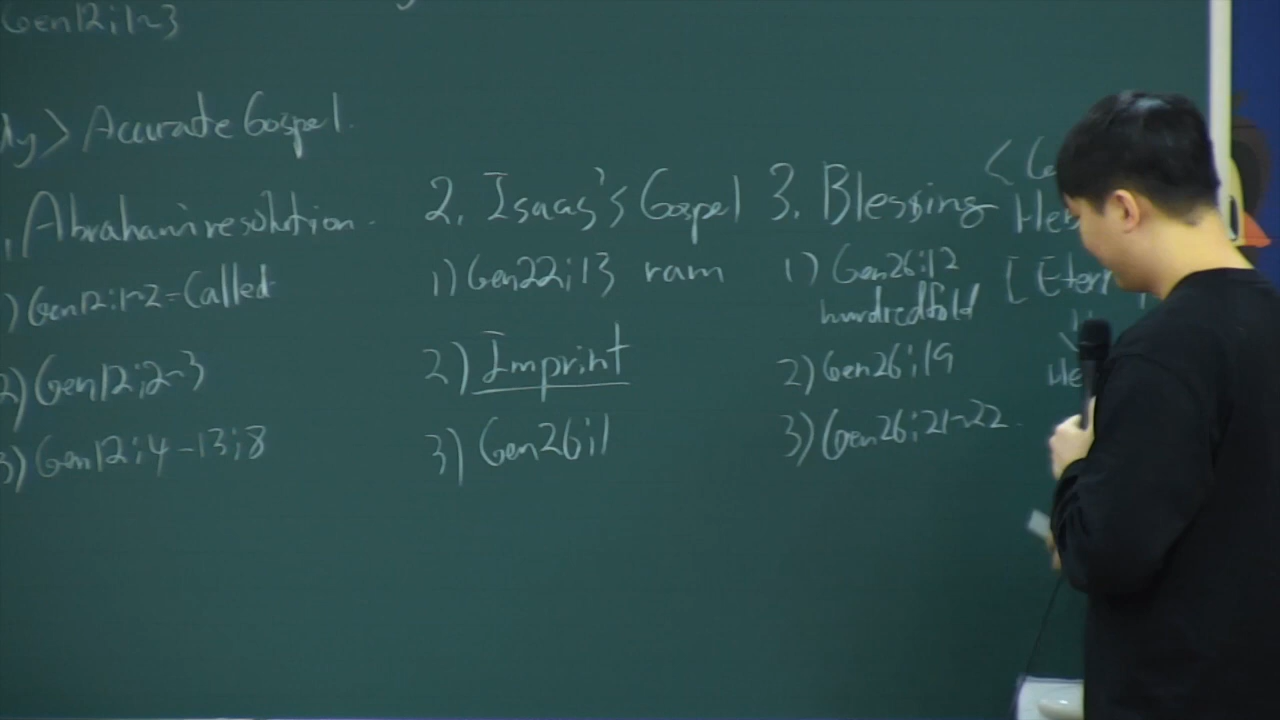 Gen12;1~3
Accurate Gospel.
Abraham's resolution.
1) Gen12;1~2-Called
2) Gen12;2~3
3) Gen12;4-13;8
2. Isaac's Gospel
1) Gen22;13 ram
2) Imprint
3) Gen26;1
3. Blessing
1) Gen26;12
hundredfold
2) Gen26;19
3) Gen26;21~22.